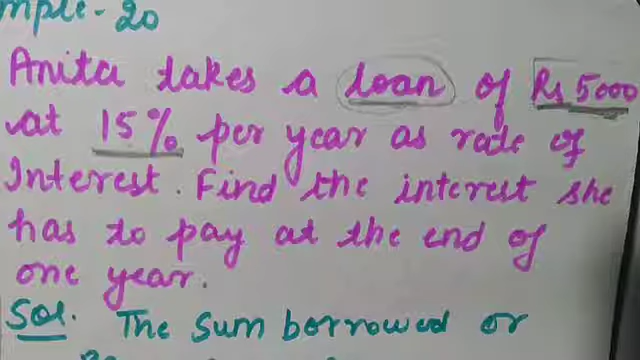 mple-20
Anita takes a loan of Rs 5000
at 15% per year as rate of
Interest. Find the interest she
has to pay at the end of
one year.
Sol. The sum borrowed or